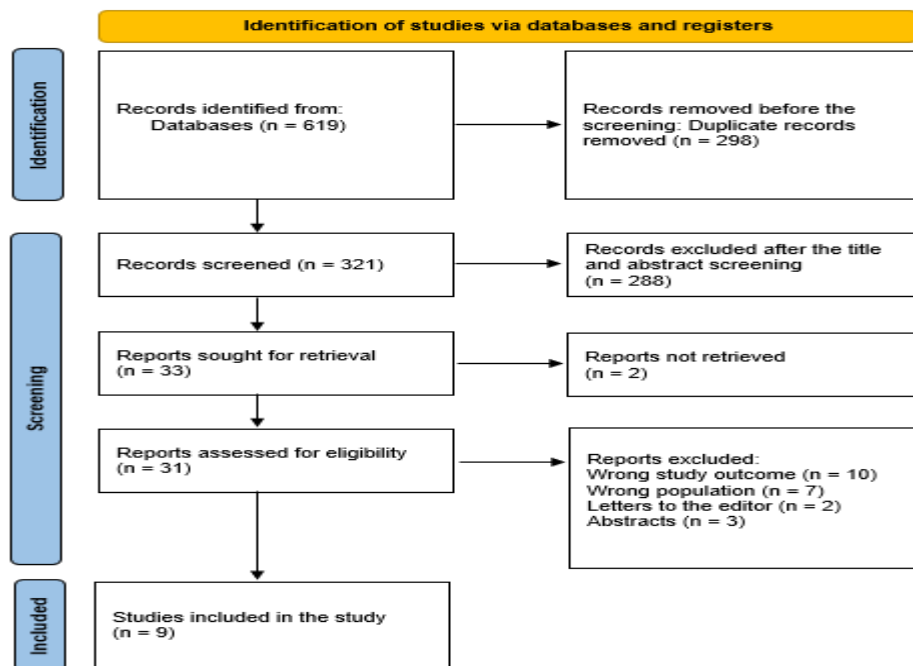 Identification of studies via databases and registers
Identification
Records identified from:
Databases (n = 619)
Records removed before the
screening: Duplicate records
removed (n = 298)
Screening
Records screened (n = 321)
Records excluded after the title
and abstract screening
(n = 288)
Reports sought for retrieval
(n = 33)
Reports not retrieved
(n = 2)
Reports assessed for eligibility
(n = 31)
Reports excluded:
Wrong study outcome (n = 10)
Wrong population (n = 7)
Letters to the editor (n = 2)
Abstracts (n = 3)
Included
Studies included in the study
(n = 9)